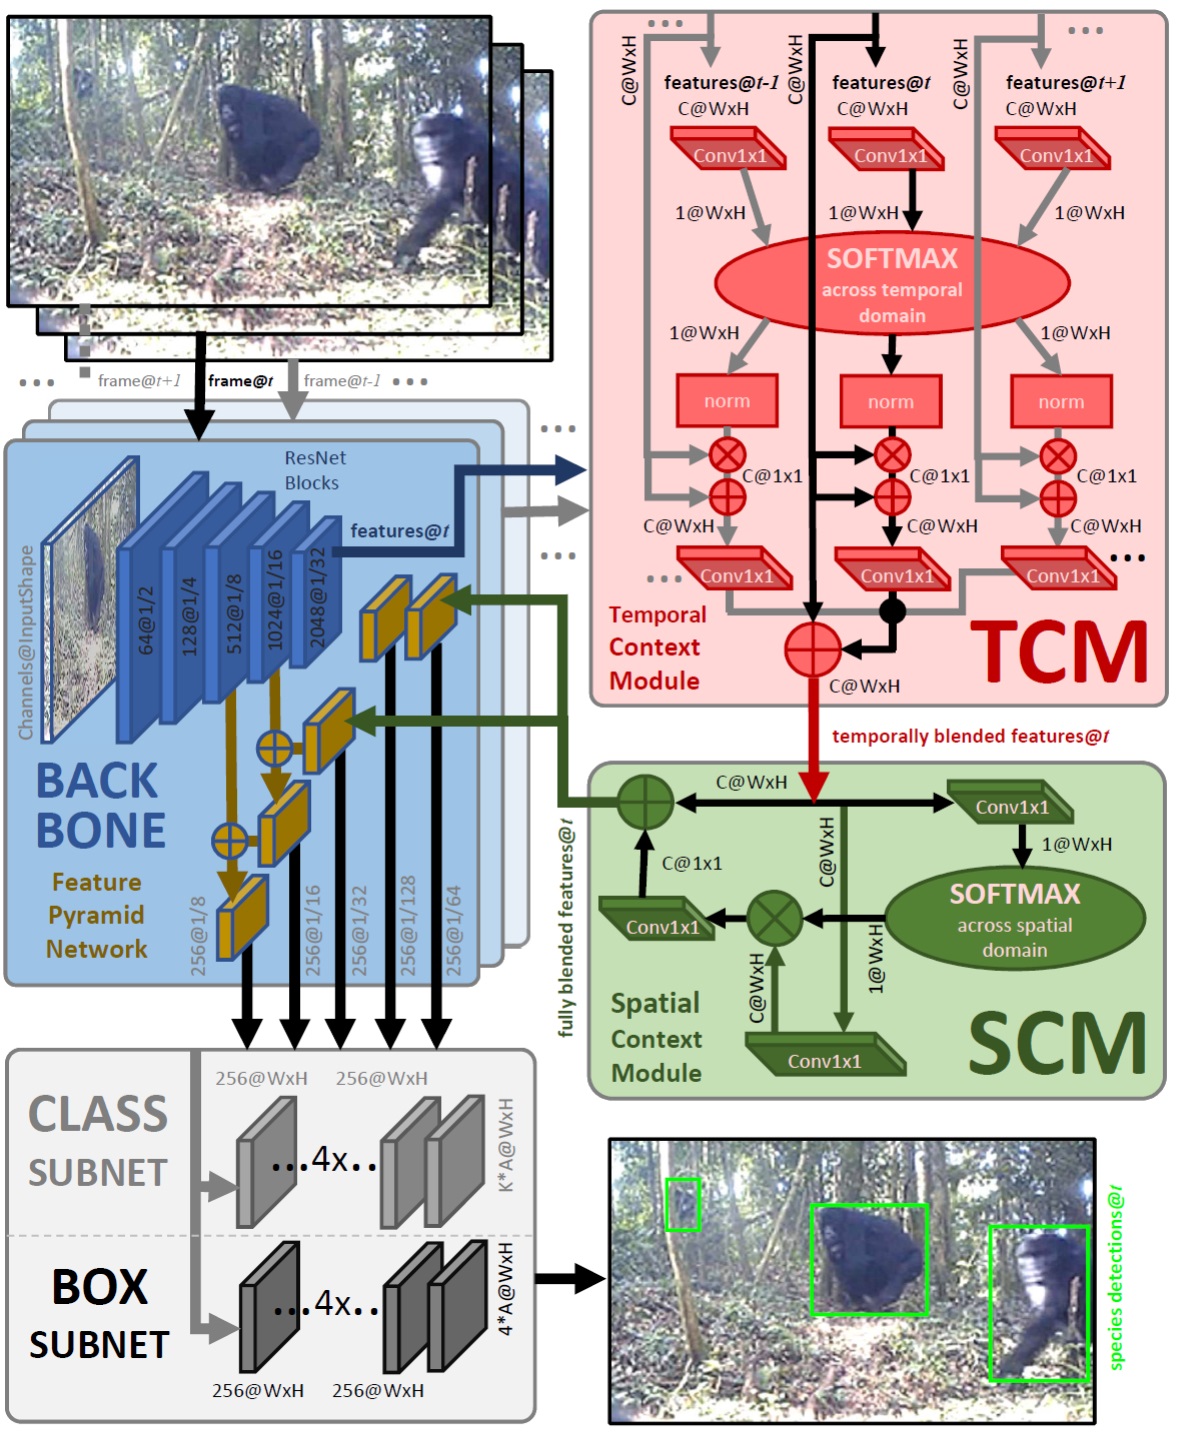 frame@t+1
frame@t
frame@t-1
ResNet
Blocks
features@t
Channels@InputShape
64@1/2
128@1/4
512@1/8
1024@1/16
2048@1/32
BACK
BONE
Feature
Pyramid
Network
256@1/8
256@1/16
256@1/32
256@1/128
256@1/64
C@WxH
features@t-1
C@WxH
C@WxH
features@t
C@WxH
C@WxH
features@t+1
C@WxH
Conv1x1
Conv1x1
Conv1x1
1@WxH
1@WxH
1@WxH
SOFTMAX
across temporal
domain
1@WxH
1@WxH
norm
norm
norm
C@1x1
C@1x1
C@1x1
C@WxH
C@WxH
C@WxH
Conv1x1
Conv1x1
Conv1x1
Temporal
Context
Module
TCM
C@WxH
temporally blended features@t
C@WxH
Conv1x1
C@WxH
1@WxH
C@1x1
SOFTMAX
across spatial
domain
Conv1x1
1@WxH
C@WxH
Conv1x1
Spatial
Context
Module
SCM
fully blended features@t
CLASS
SUBNET
256@WxH
256@WxH
...4x..
K*A@WxH
BOX
SUBNET
...4x..
4*A@WxH
256@WxH
256@WxH
species detections@t